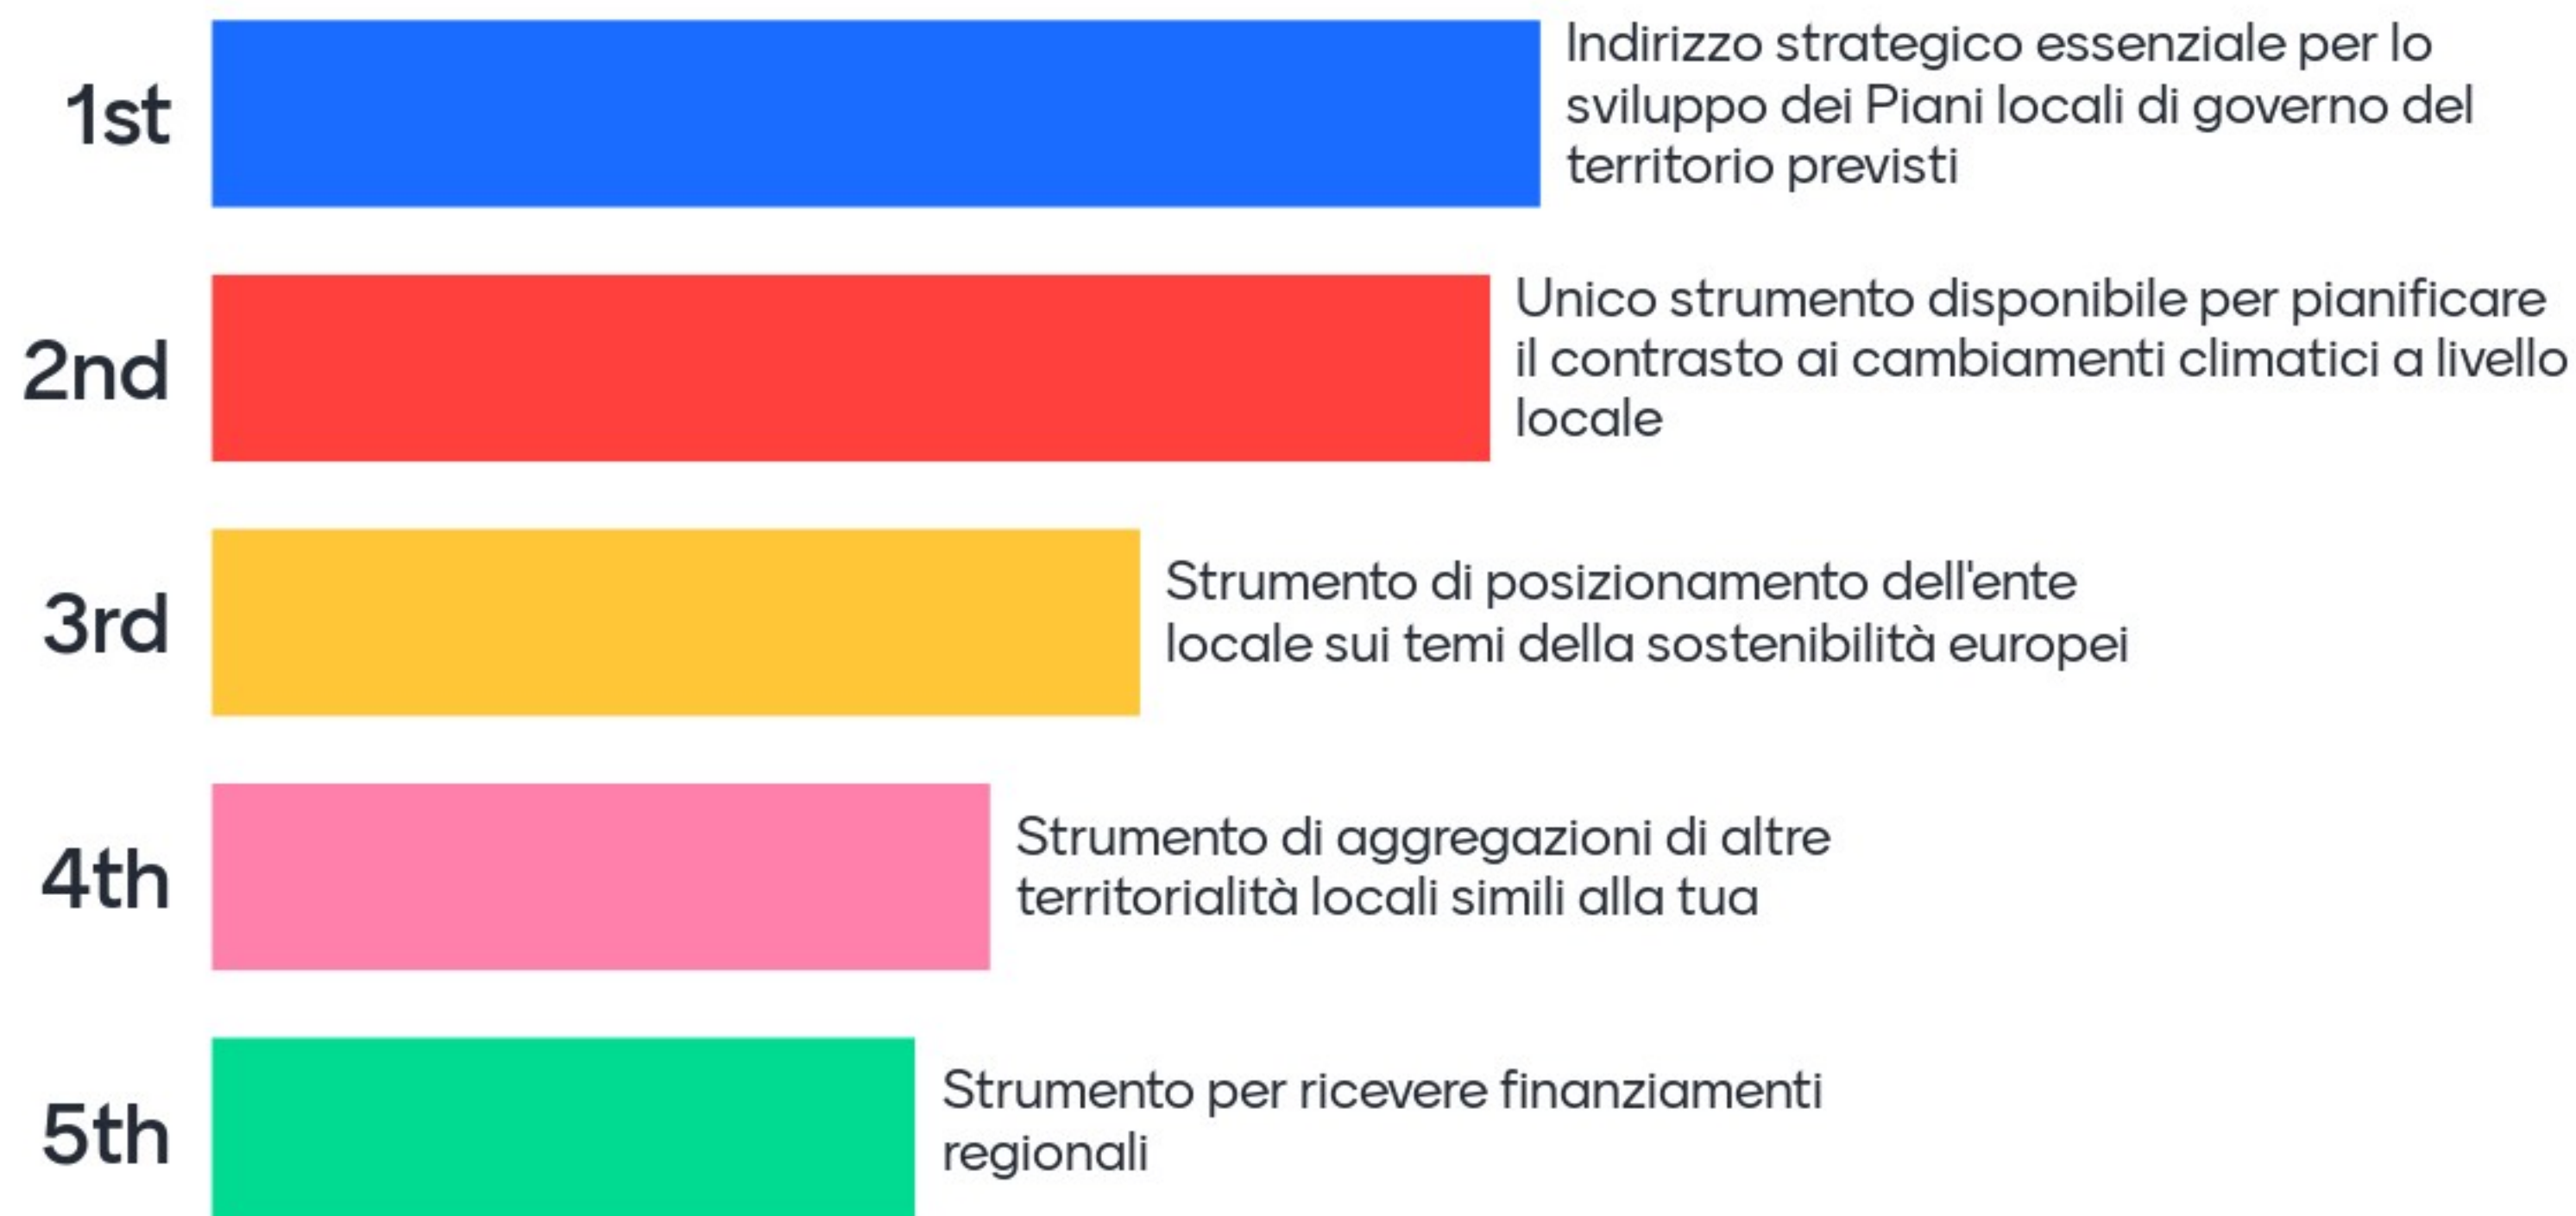 1st
Indirizzo strategico essenziale per lo
sviluppo dei Piani locali di governo del
territorio previsti
2nd
Unico strumento disponibile per pianificare
il contrasto ai cambiamenti climatici a livello
locale
3rd
Strumento di posizionamento dell'ente
locale sui temi della sostenibilità europei
4th
Strumento di aggregazioni di altre
territorialità locali simili alla tua
5th
Strumento per ricevere finanziamenti
regionali